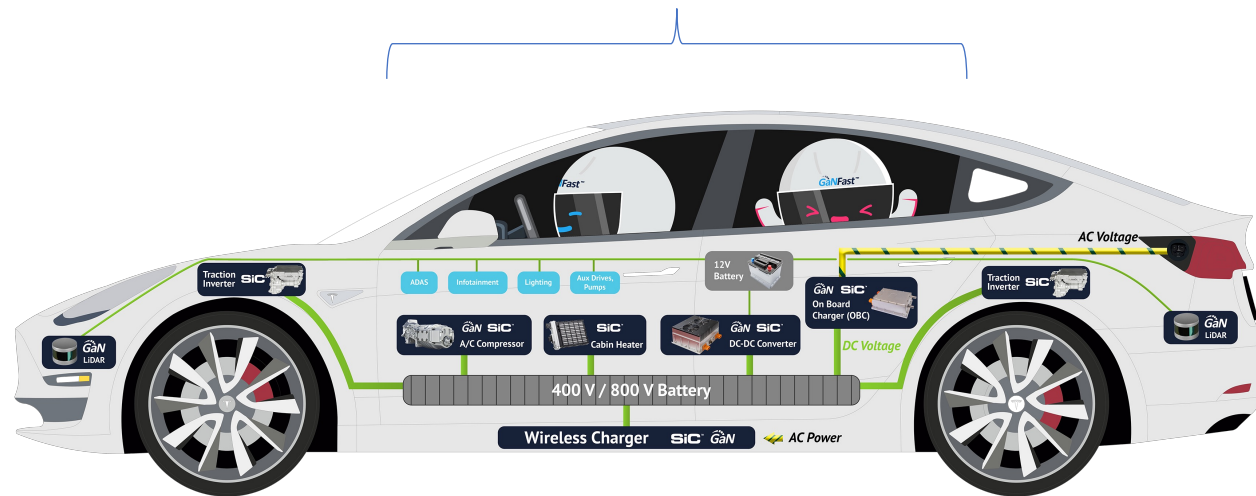 GaNFast™
GaNFast™
AC Voltage
Traction
Inverter
SiC
12V
Battery
Traction
Inverter
SiC
ADAS
Infotainment
Lighting
Aux Drives,
Pumps
GaN SiC
On Board
Charger (OBC)
GaN SiC
A/C Compressor
SiC
Cabin Heater
GaN SiC
DC-DC Converter
GaN
LiDAR
GaN
LiDAR
DC Voltage
400 V / 800 V Battery
Wireless Charger SiC GaN
AC Power